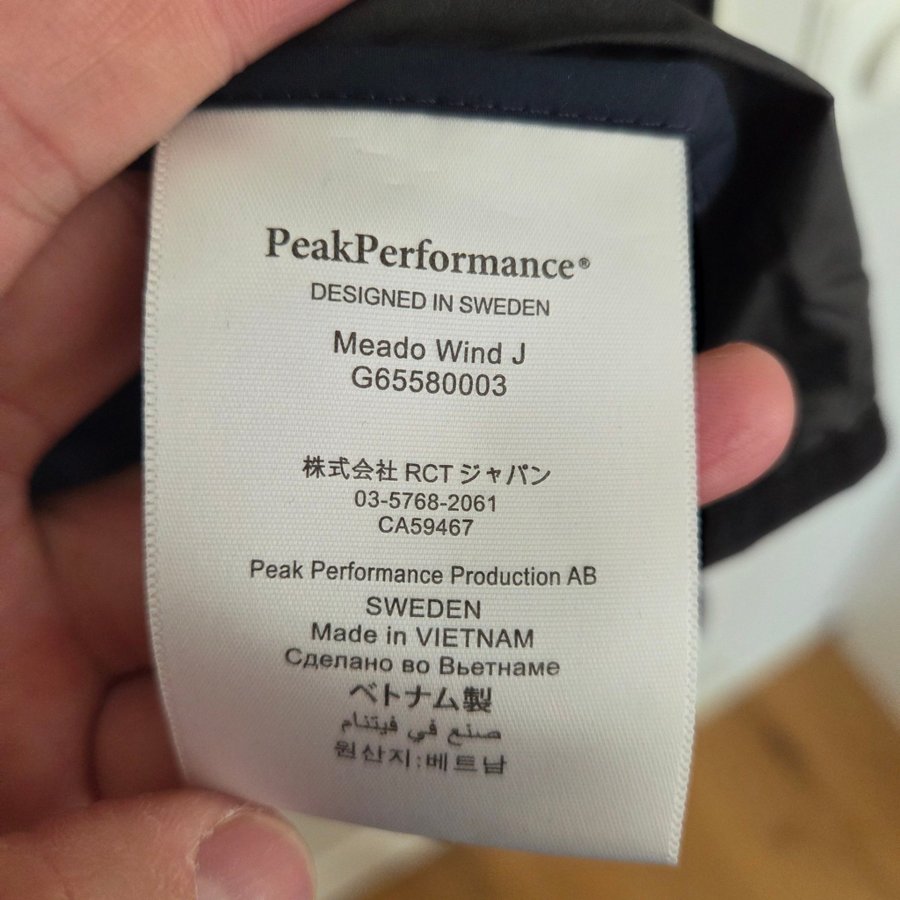 PeakPerformance®
DESIGNED IN SWEDEN
Meado Wind J
G65580003
株式会社 RCT ジャパン
03-5768-2061
CA59467
Peak Performance Production AB
SWEDEN
Made in VIETNAM
Сделано во Вьетнаме
ベトナム製
صنع في فيتنام
원산지:베트남